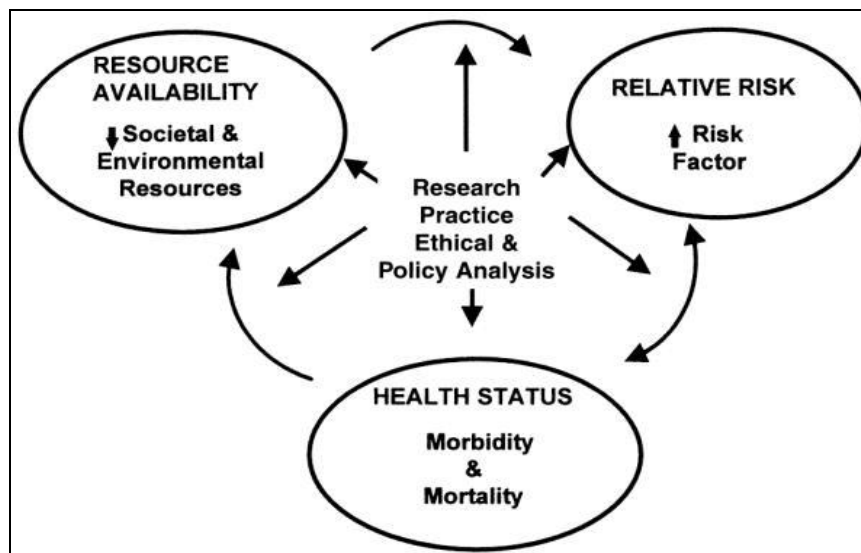 RESOURCE
AVAILABILITY
Societal &
Environmental
Resources
RELATIVE RISK
Risk
Factor
Research
Practice
Ethical &
Policy Analysis
HEALTH STATUS
Morbidity
&
Mortality